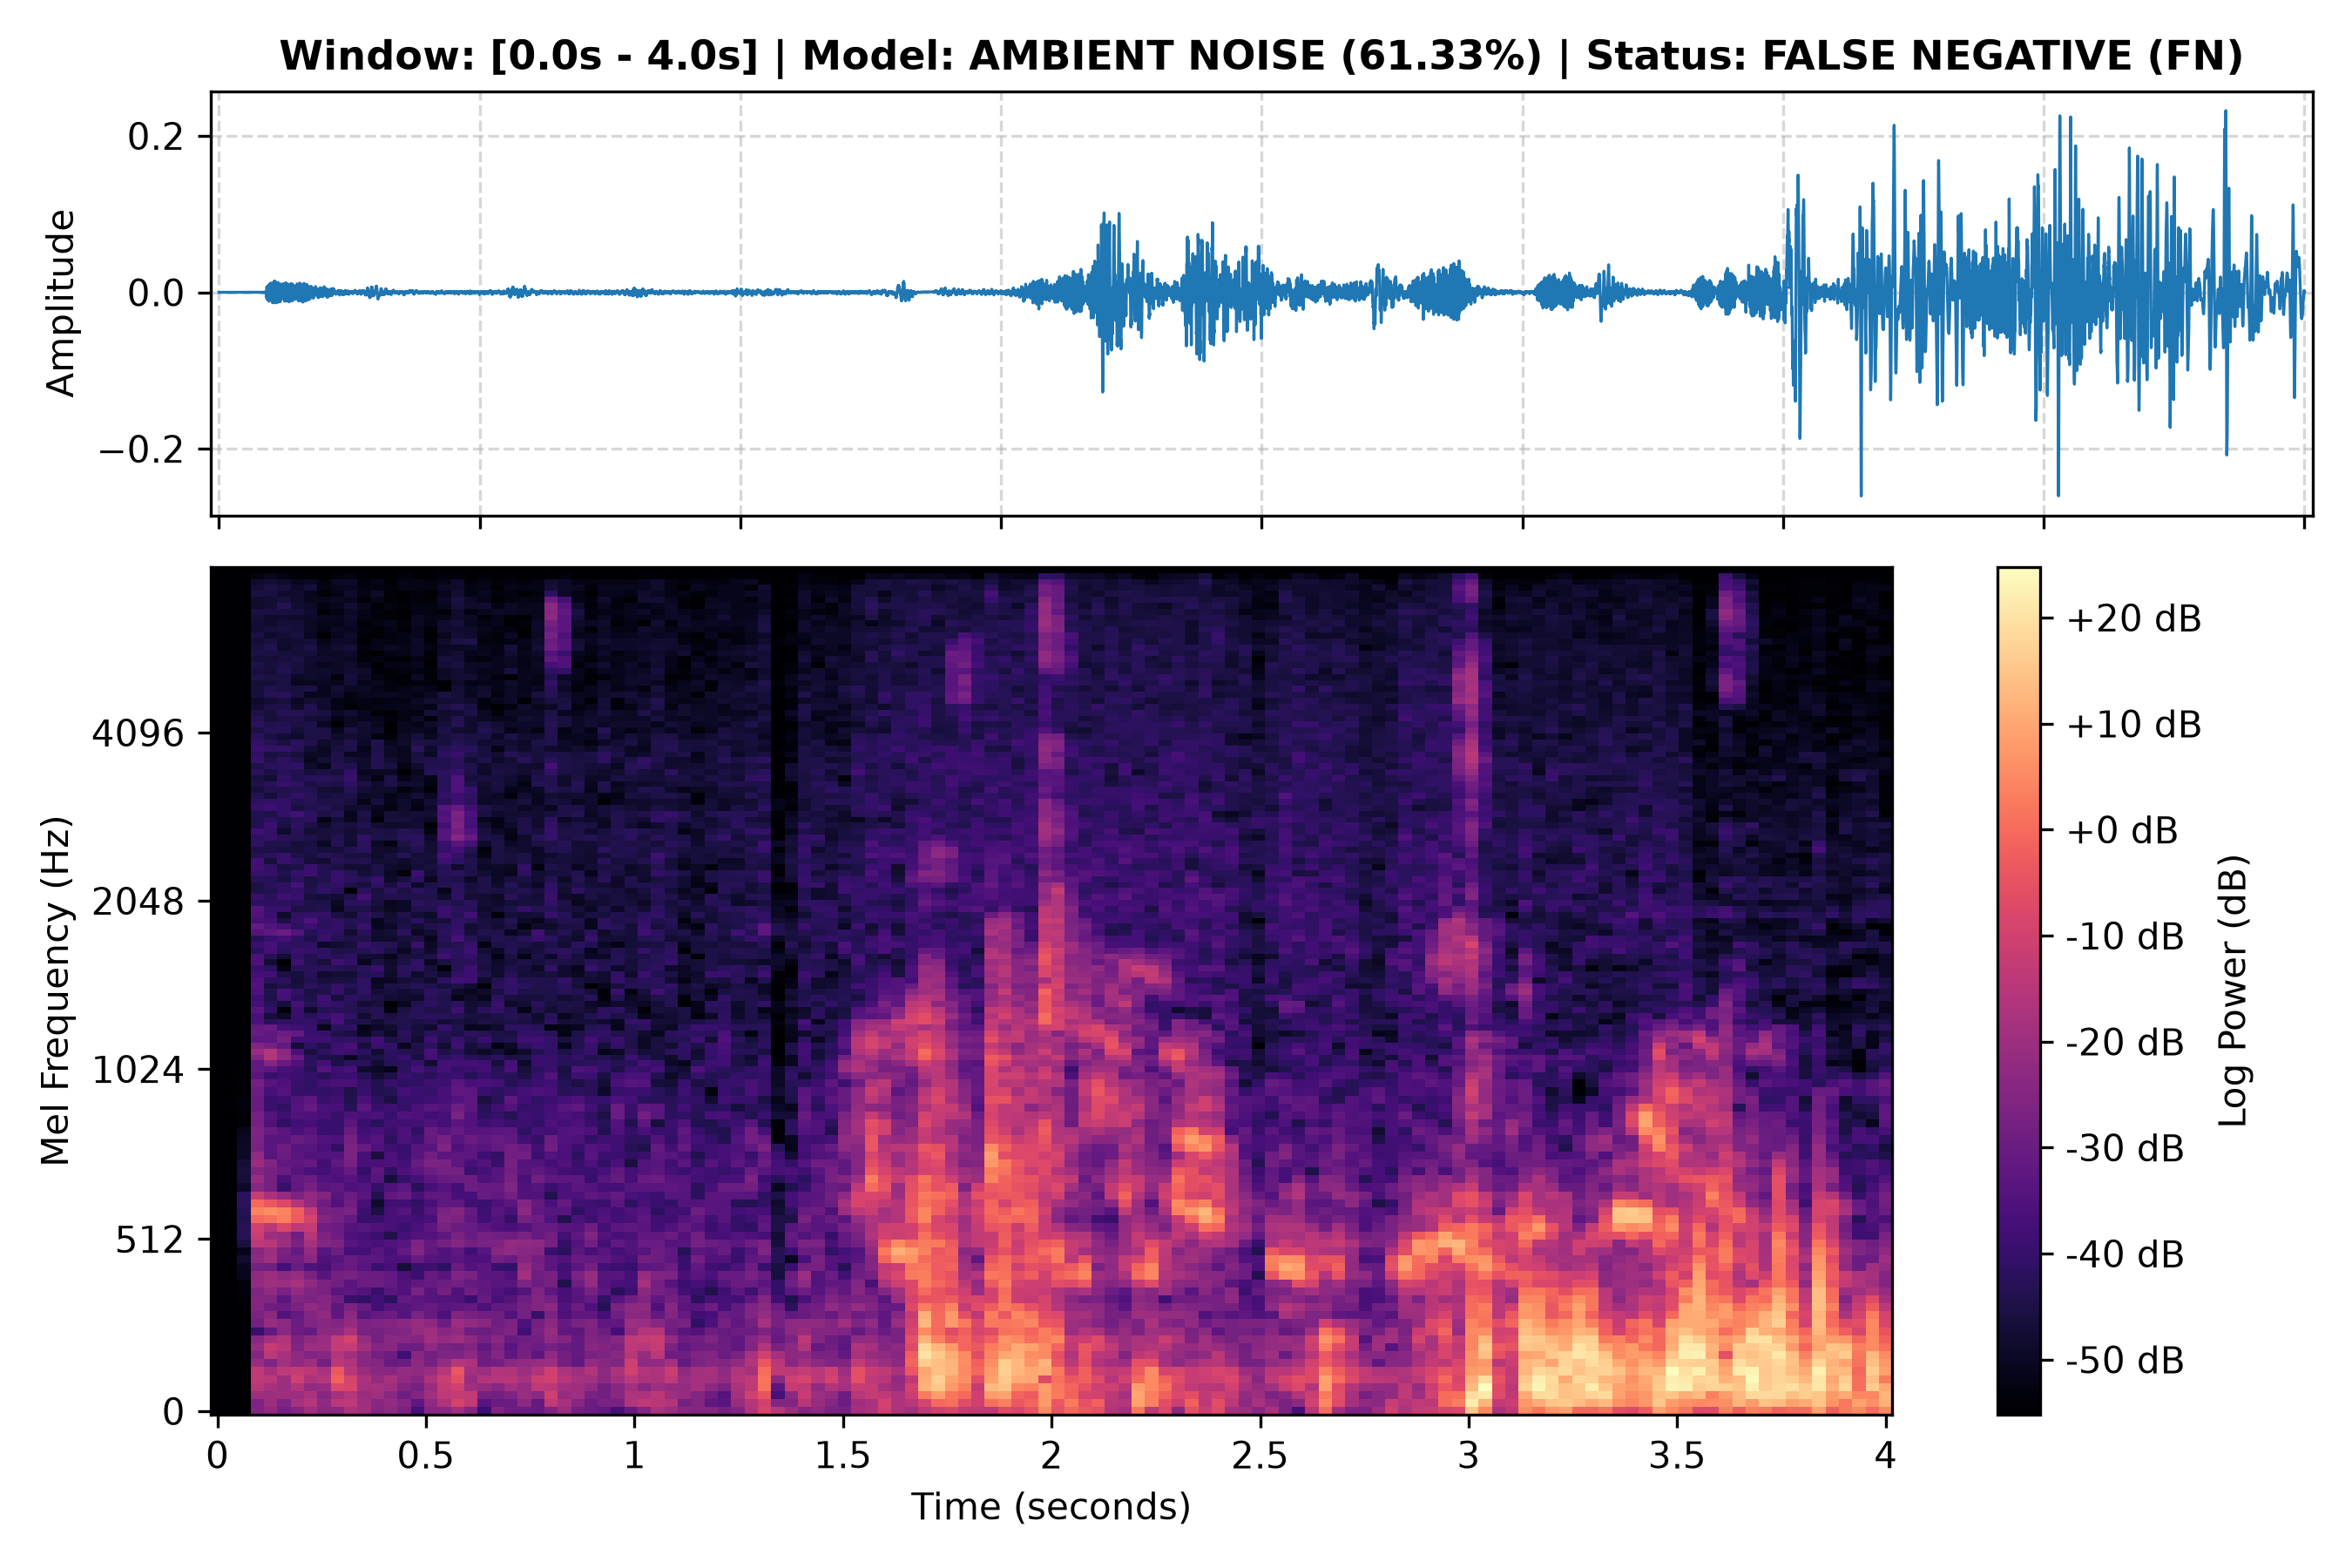 Window: [0.0s - 4.0s] | Model: AMBIENT NOISE (61.33%) | Status: FALSE NEGATIVE (FN)
Amplitude
0.2
0.0
−0.2
Mel Frequency (Hz)
4096
2048
1024
512
0
0
0.5
1
1.5
2
2.5
3
3.5
4
Time (seconds)
+20 dB
+10 dB
+0 dB
-10 dB
-20 dB
-30 dB
-40 dB
-50 dB
Log Power (dB)